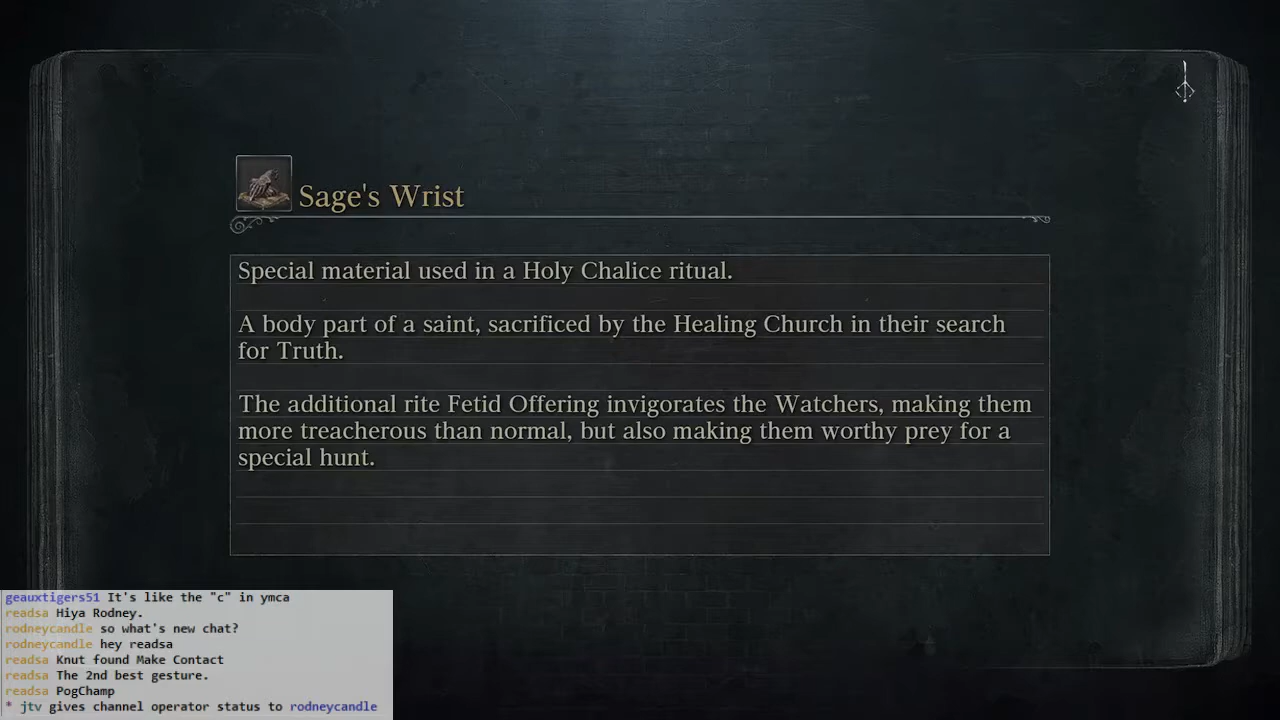 Sage's Wrist
Special material used in a Holy Chalice ritual.
A body part of a saint, sacrificed by the Healing Church in their search
for Truth.
The additional rite Fetid Offering invigorates the Watchers, making them
more treacherous than normal, but also making them worthy prey for a
special hunt.
geauxtigers51 It's like the "c" in ymca
readsa Hiya Rodney.
rodneycandle so what's new chat?
rodneycandle hey readsa
readsa Knut found Make Contact
readsa The 2nd best gesture.
readsa PogChamp
* jtv gives channel operator status to rodneycandle